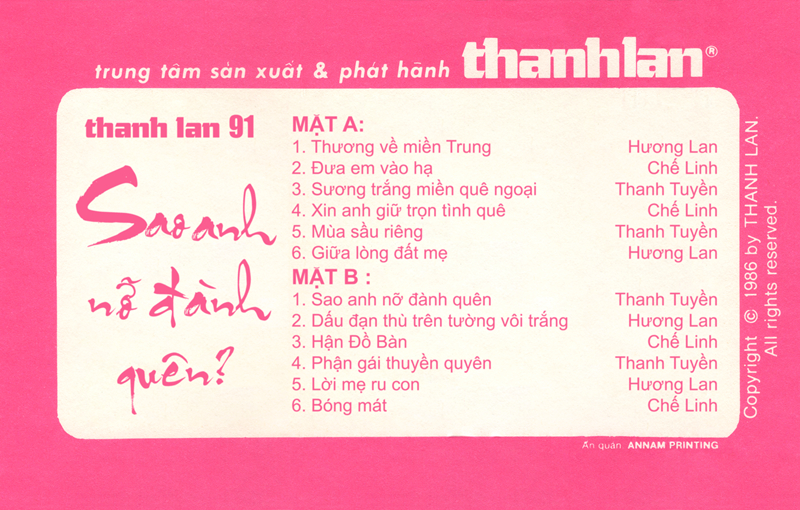 trung tâm sản xuất & phát hành thanhlan®
thanh lan 91
Sao anh
nỡ đành
quên?
MẶT A:
1. Thương về miền Trung Hương Lan
2. Đưa em vào hạ Chế Linh
3. Sương trắng miền quê ngoại Thanh Tuyền
4. Xin anh giữ trọn tình quê Chế Linh
5. Mùa sầu riêng Thanh Tuyền
6. Giữa lòng đất mẹ Hương Lan
MẶT B :
1. Sao anh nỡ đành quên Thanh Tuyền
2. Dấu đạn thù trên tường vôi trắng Hương Lan
3. Hận Đồ Bàn Chế Linh
4. Phận gái thuyền quyên Thanh Tuyền
5. Lời mẹ ru con Hương Lan
6. Bóng mát Chế Linh
Copyright © 1986 by THANH LAN.
All rights reserved.
Ấn quán ANNAM PRINTING